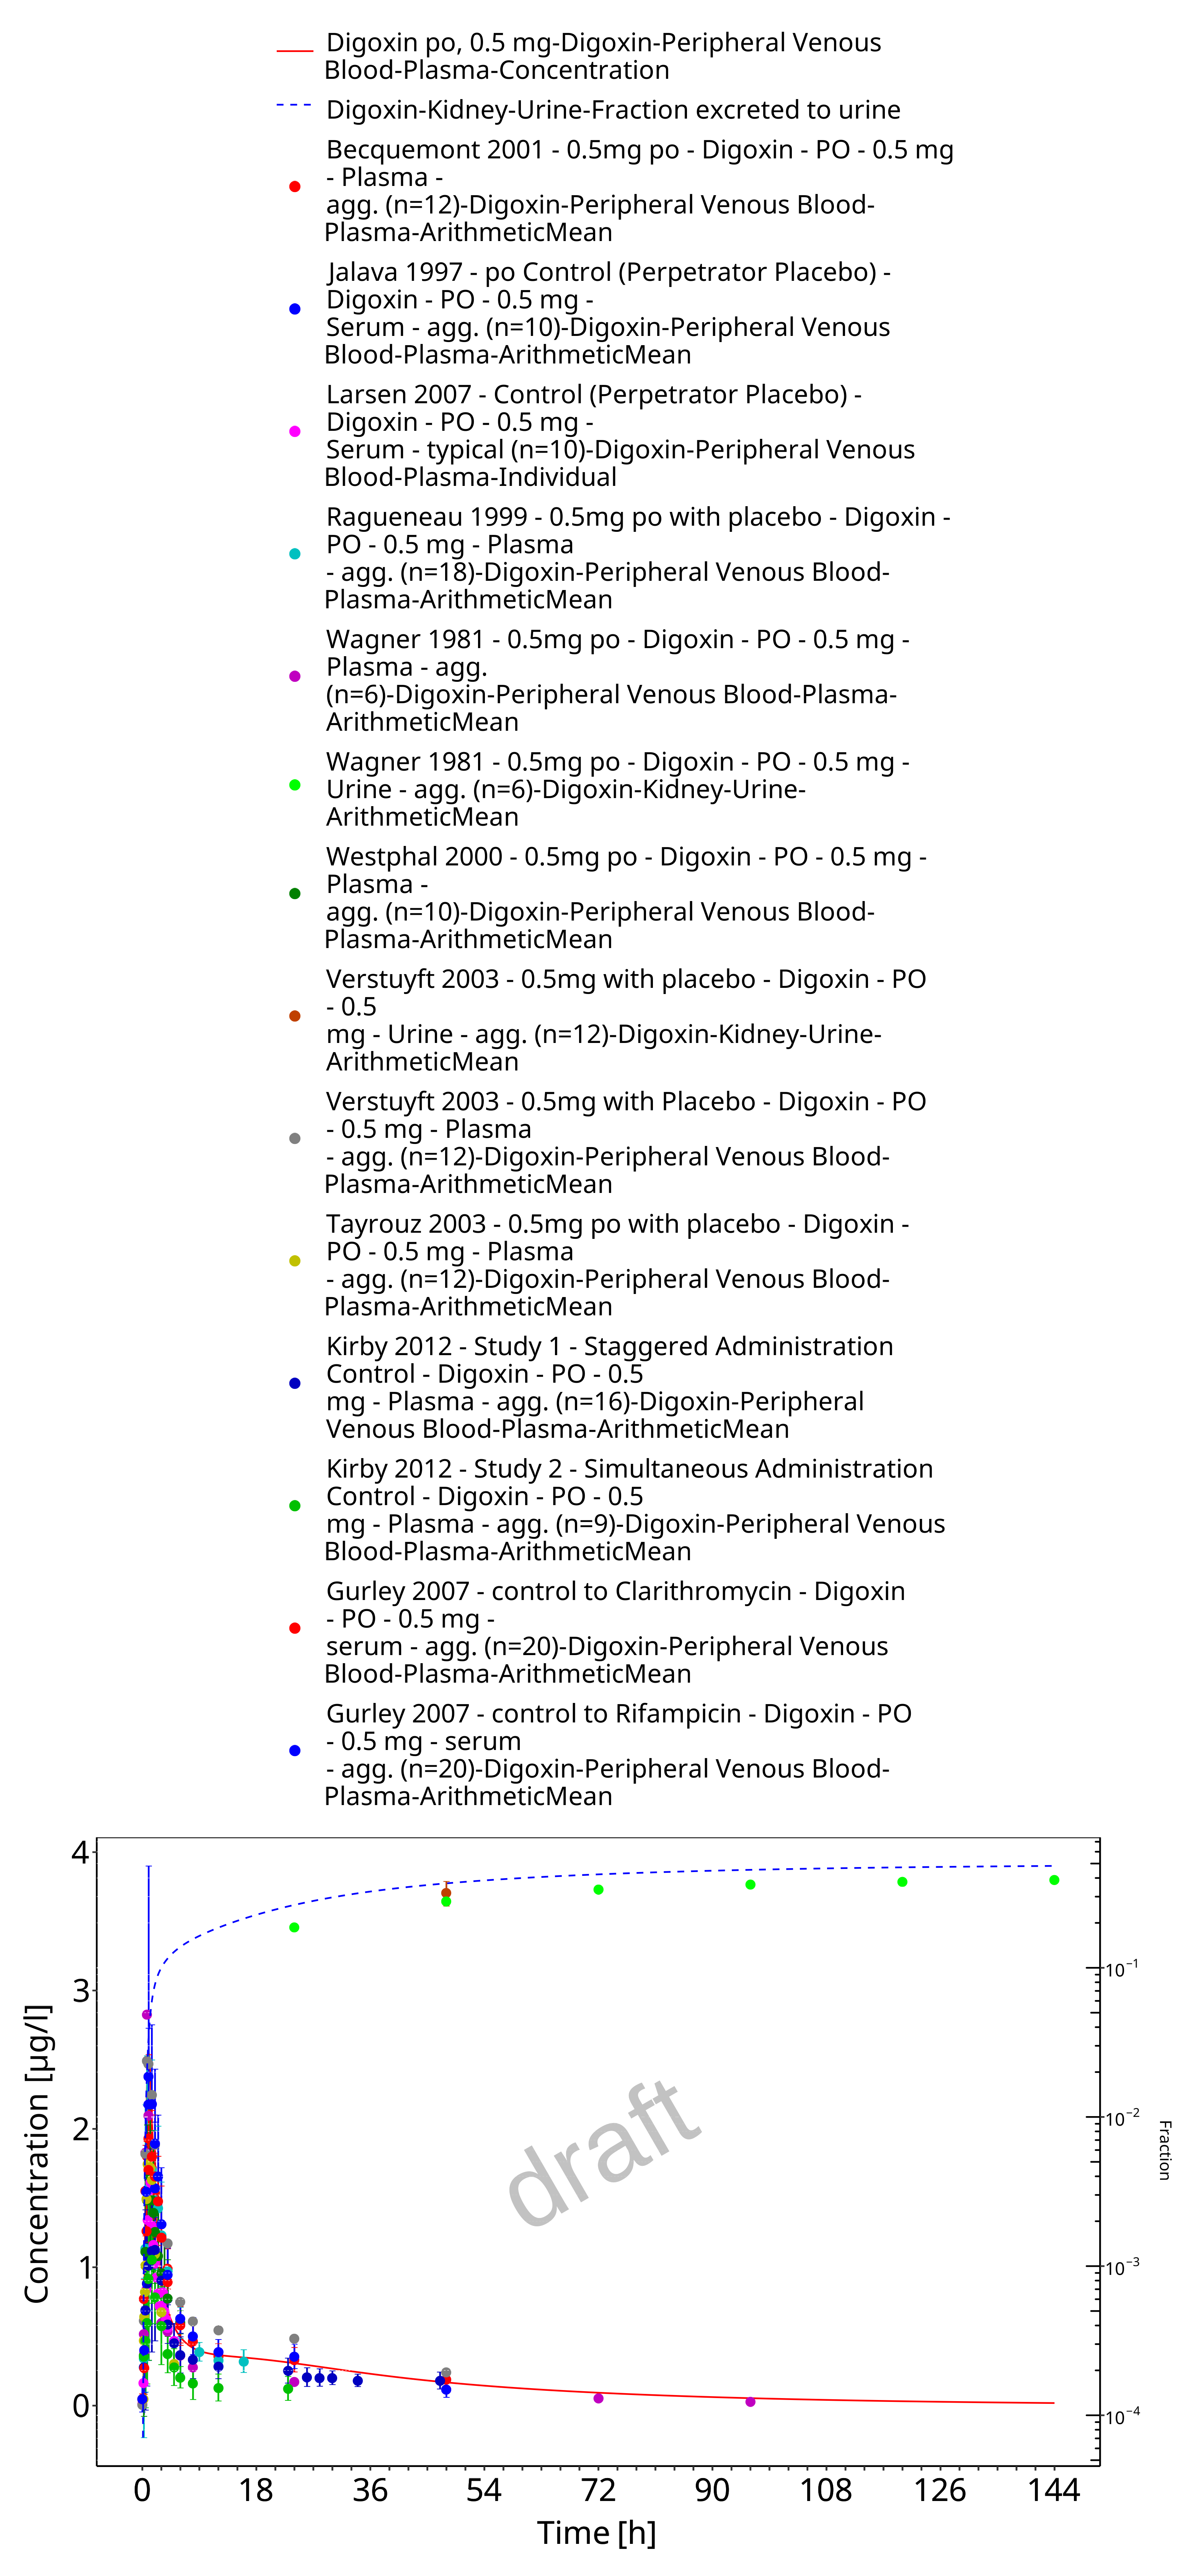 Digoxin po, 0.5 mg-Digoxin-Peripheral Venous
Blood-Plasma-Concentration
Digoxin-Kidney-Urine-Fraction excreted to urine
Becquemont 2001 - 0.5mg po - Digoxin - PO - 0.5 mg
- Plasma -
agg. (n=12)-Digoxin-Peripheral Venous Blood-
Plasma-ArithmeticMean
Jalava 1997 - po Control (Perpetrator Placebo) -
Digoxin - PO - 0.5 mg -
Serum - agg. (n=10)-Digoxin-Peripheral Venous
Blood-Plasma-ArithmeticMean
Larsen 2007 - Control (Perpetrator Placebo) -
Digoxin - PO - 0.5 mg -
Serum - typical (n=10)-Digoxin-Peripheral Venous
Blood-Plasma-Individual
Ragueneau 1999 - 0.5mg po with placebo - Digoxin -
PO - 0.5 mg - Plasma
- agg. (n=18)-Digoxin-Peripheral Venous Blood-
Plasma-ArithmeticMean
Wagner 1981 - 0.5mg po - Digoxin - PO - 0.5 mg -
Plasma - agg.
(n=6)-Digoxin-Peripheral Venous Blood-Plasma-
ArithmeticMean
Wagner 1981 - 0.5mg po - Digoxin - PO - 0.5 mg -
Urine - agg. (n=6)-Digoxin-Kidney-Urine-
ArithmeticMean
Westphal 2000 - 0.5mg po - Digoxin - PO - 0.5 mg -
Plasma -
agg. (n=10)-Digoxin-Peripheral Venous Blood-
Plasma-ArithmeticMean
Verstuyft 2003 - 0.5mg with placebo - Digoxin - PO
- 0.5
mg - Urine - agg. (n=12)-Digoxin-Kidney-Urine-
ArithmeticMean
Verstuyft 2003 - 0.5mg with Placebo - Digoxin - PO
- 0.5 mg - Plasma
- agg. (n=12)-Digoxin-Peripheral Venous Blood-
Plasma-ArithmeticMean
Tayrouz 2003 - 0.5mg po with placebo - Digoxin -
PO - 0.5 mg - Plasma
- agg. (n=12)-Digoxin-Peripheral Venous Blood-
Plasma-ArithmeticMean
Kirby 2012 - Study 1 - Staggered Administration
Control - Digoxin - PO - 0.5
mg - Plasma - agg. (n=16)-Digoxin-Peripheral
Venous Blood-Plasma-ArithmeticMean
Kirby 2012 - Study 2 - Simultaneous Administration
Control - Digoxin - PO - 0.5
mg - Plasma - agg. (n=9)-Digoxin-Peripheral Venous
Blood-Plasma-ArithmeticMean
Gurley 2007 - control to Clarithromycin - Digoxin
- PO - 0.5 mg -
serum - agg. (n=20)-Digoxin-Peripheral Venous
Blood-Plasma-ArithmeticMean
Gurley 2007 - control to Rifampicin - Digoxin - PO
- 0.5 mg - serum
- agg. (n=20)-Digoxin-Peripheral Venous Blood-
Plasma-ArithmeticMean
4
3
2
1
0
Concentration [µg/l]
10⁻¹
10⁻²
10⁻³
10⁻⁴
Fraction
draft
0 18 36 54 72 90 108 126 144
Time [h]